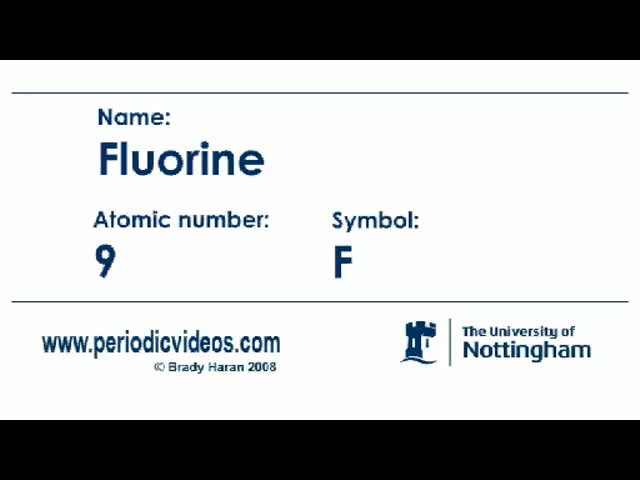 Name:
Fluorine
Atomic number: Symbol:
9 F
www.periodicvideos.com
© Brady Haran 2008
The University of
Nottingham